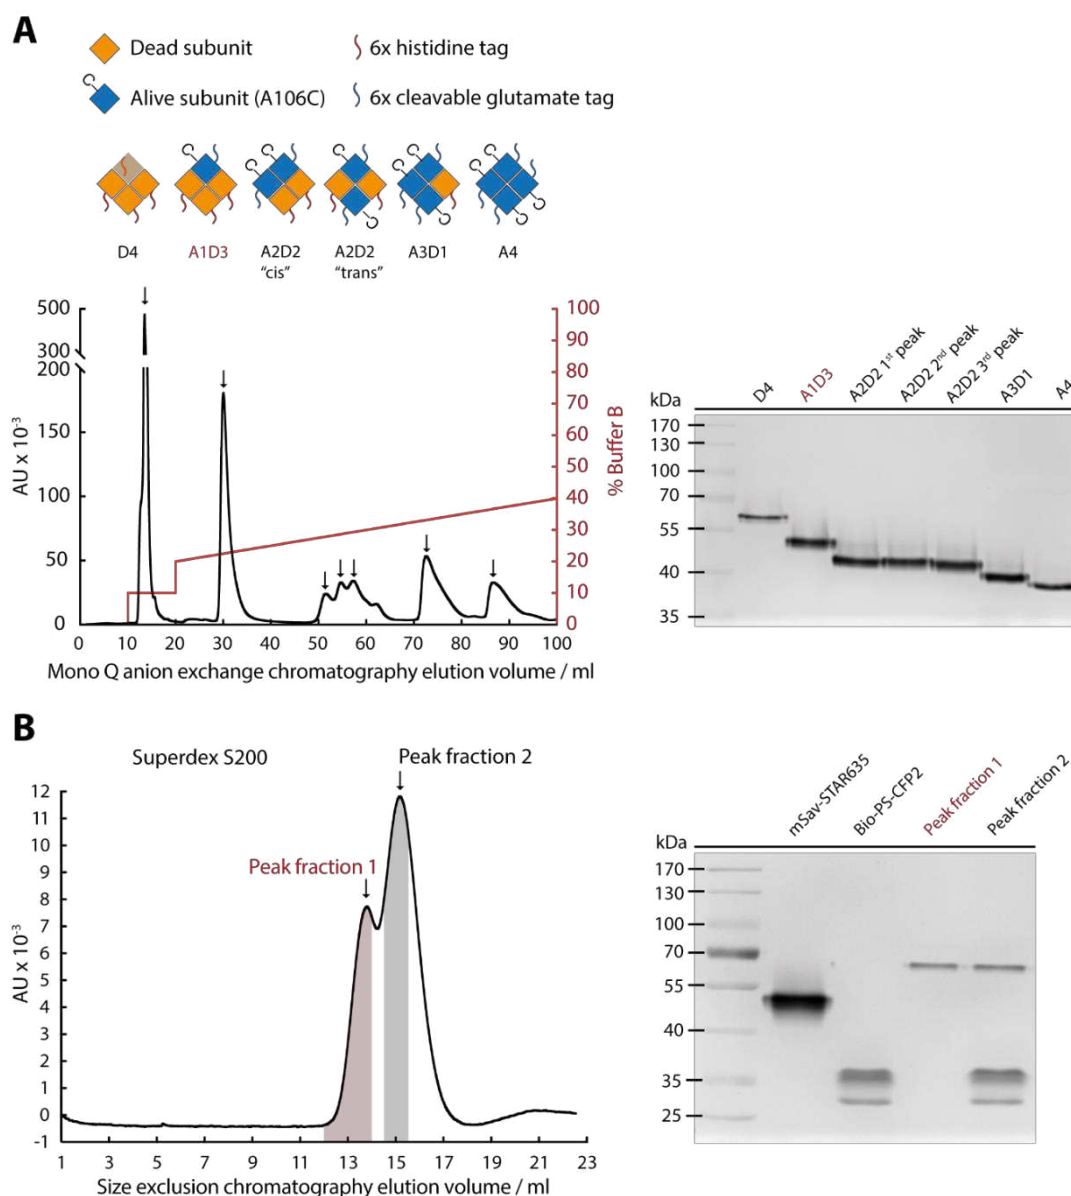 A
Dead subunit
6x histidine tag
Alive subunit (A106C)
6x cleavable glutamate tag
D4
A1D3
A2D2
"cis"
A2D2
"trans"
A3D1
A4
500
300
200
150
100
50
0
AU x 10⁻³
0 10 20 30 40 50 60 70 80 90 100
Mono Q anion exchange chromatography elution volume / ml
100
90
80
70
60
50
40
30
20
10
0
% Buffer B
kDa
D4
A1D3
A2D2 1ˢᵗ peak
A2D2 2ⁿᵈ peak
A2D2 3ʳᵈ peak
A3D1
A4
170
130
100
70
55
40
35
B
Superdex S200
Peak fraction 2
Peak fraction 1
12
11
10
9
8
7
6
5
4
3
2
1
0
-1
AU x 10⁻³
1 3 5 7 9 11 13 15 17 19 21 23
Size exclusion chromatography elution volume / ml
kDa
mSav-STAR635
Bio-PS-CFP2
Peak fraction 1
Peak fraction 2
170
130
100
70
55
40
35
25